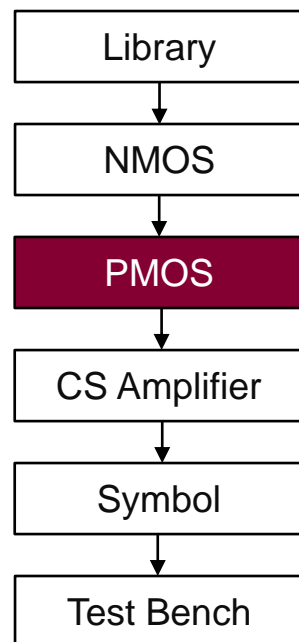 Library
NMOS
PMOS
CS Amplifier
Symbol
Test Bench